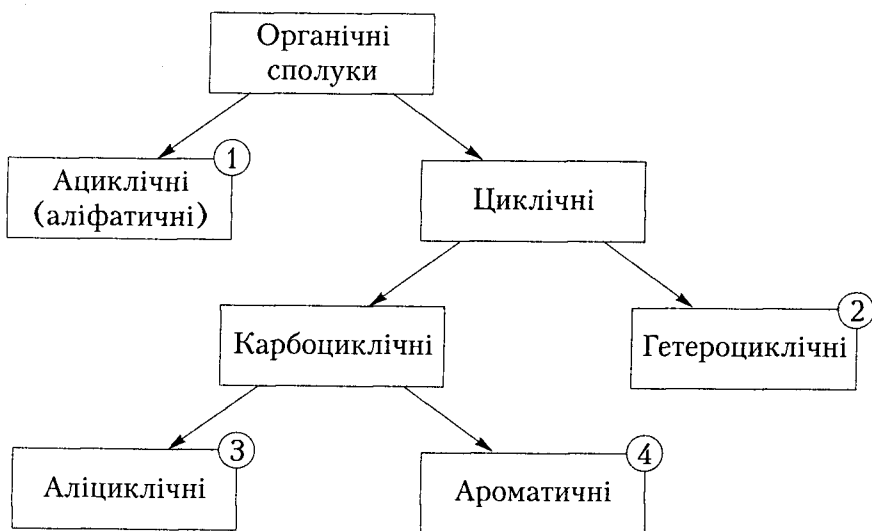 Органічні
сполуки
1
Ациклічні
(аліфатичні)
Циклічні
2
Карбоциклічні
Гетероциклічні
3
Аліциклічні
4
Ароматичні